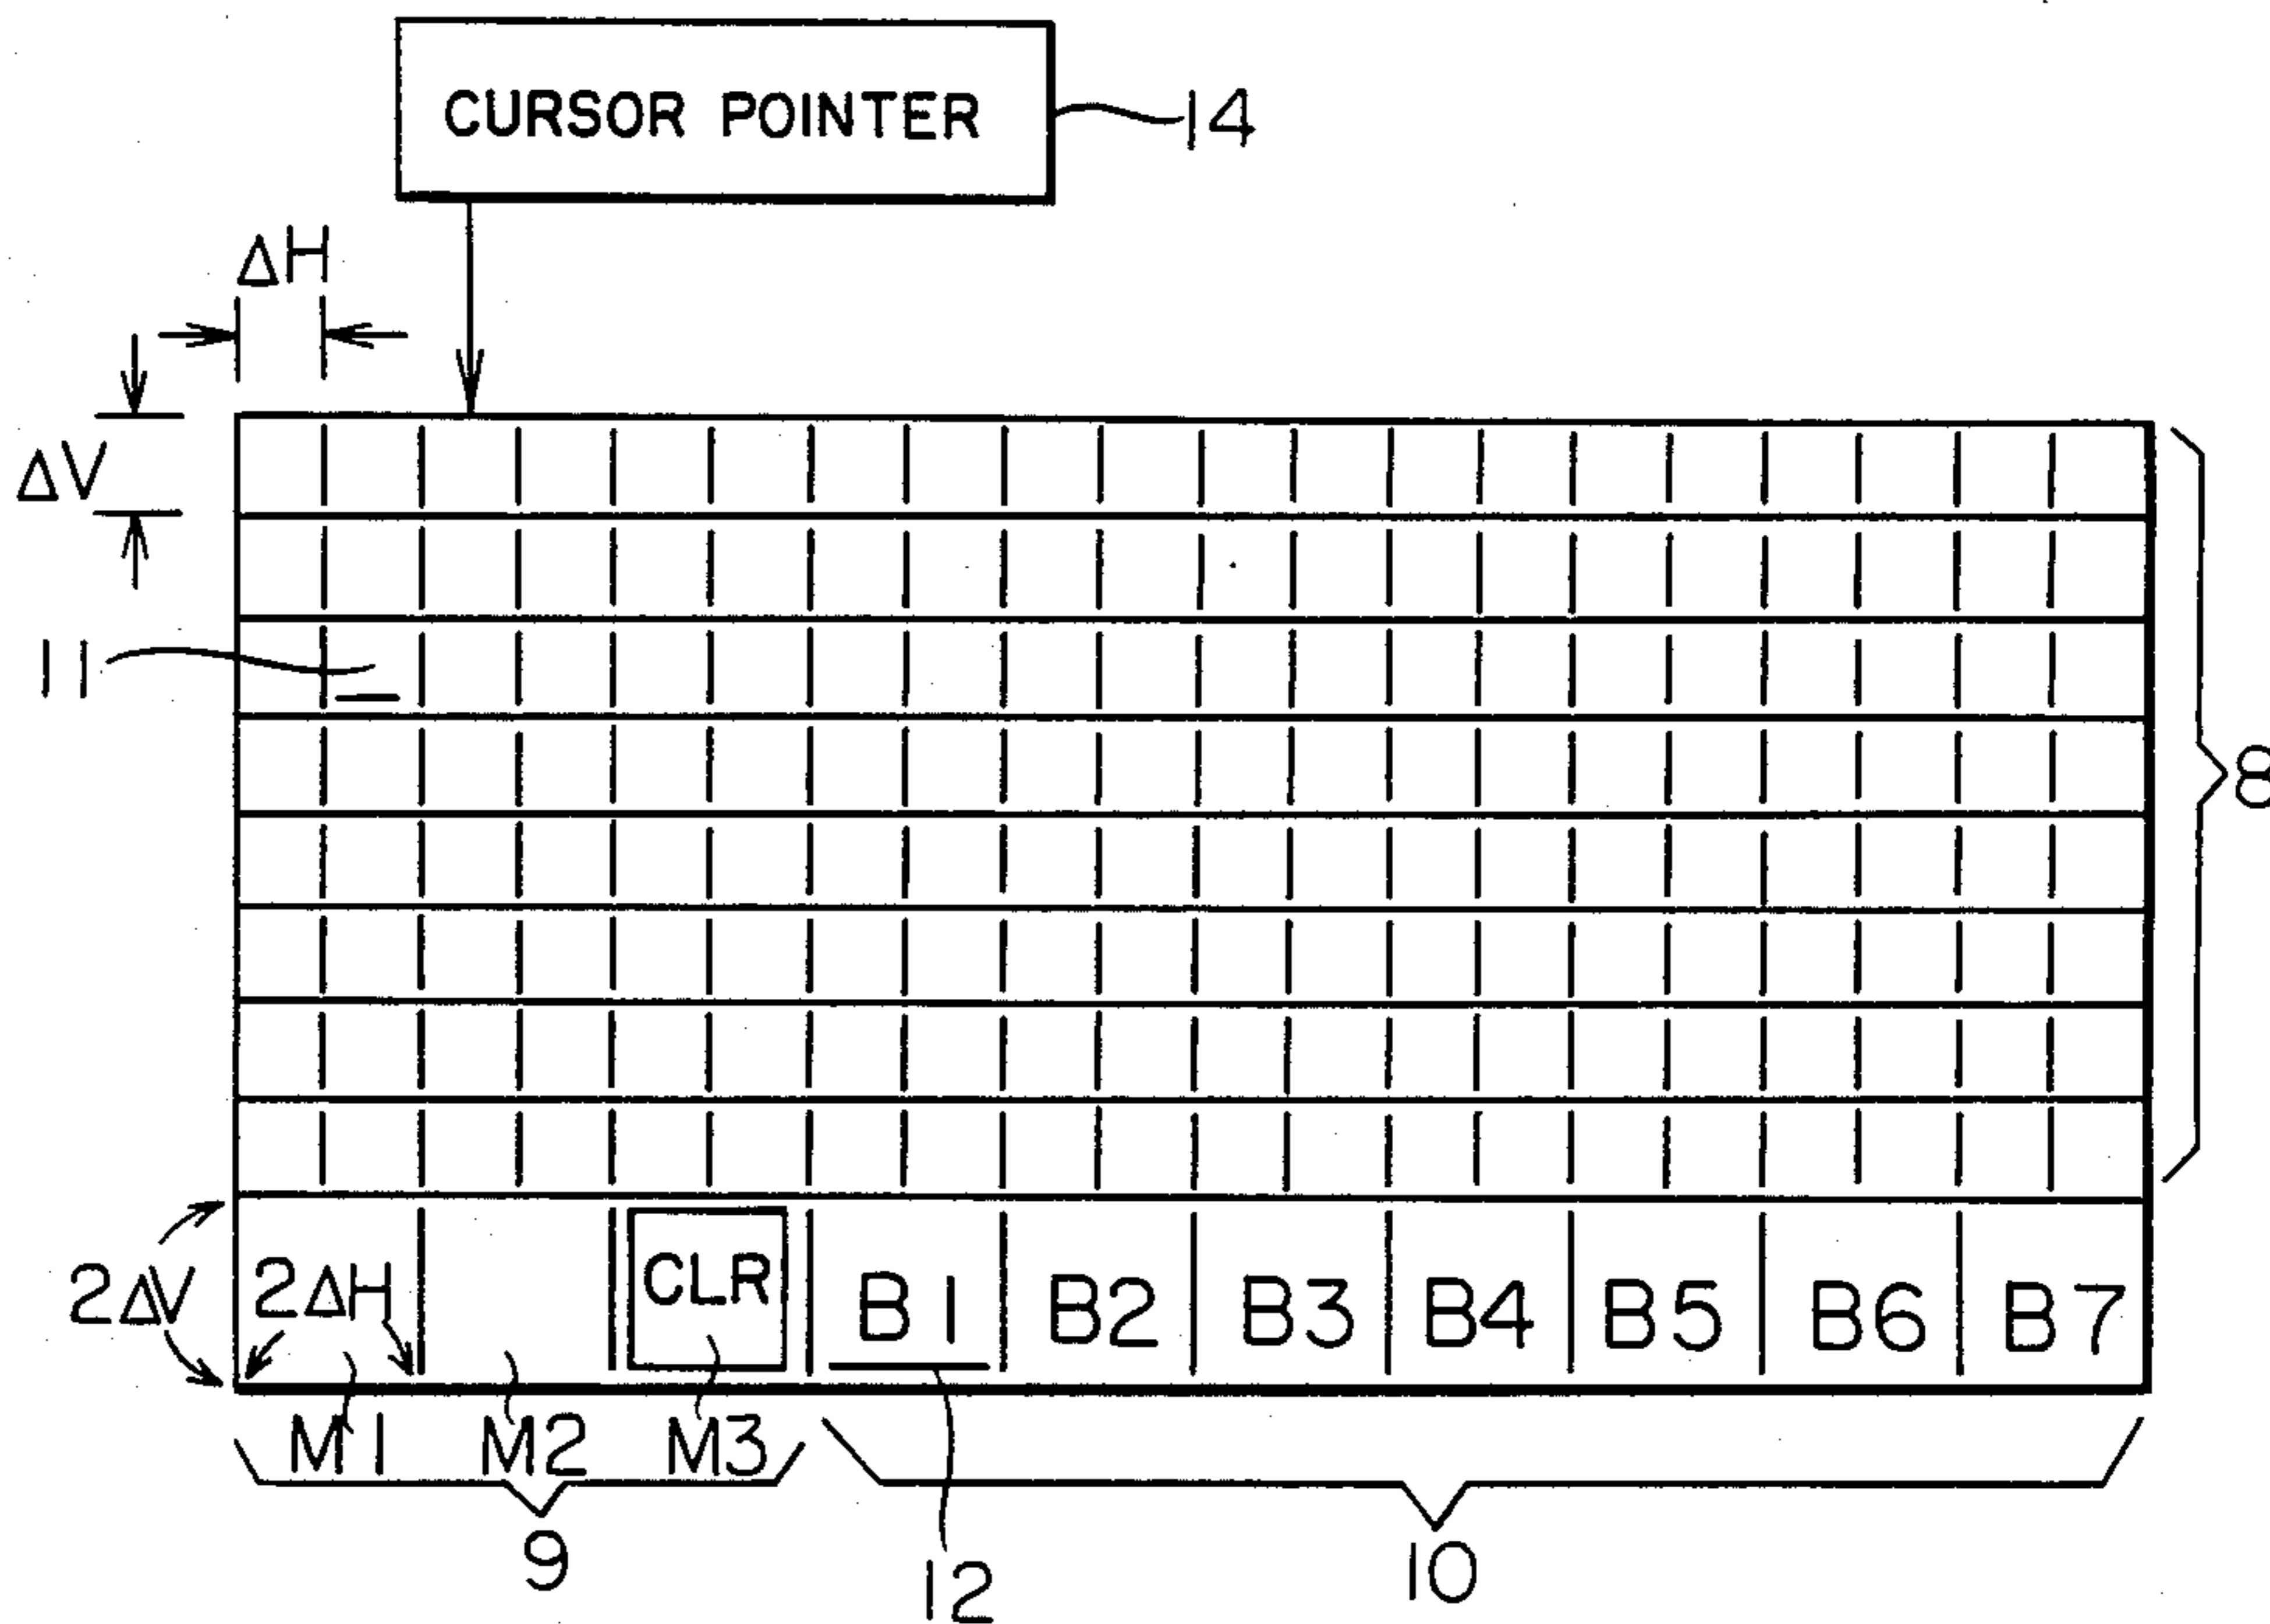 CURSOR POINTER
14
ΔH
ΔV
11
8
2ΔV
2ΔH
CLR
B1 B2 B3 B4 B5 B6 B7
M1 M2 M3
9
12
10